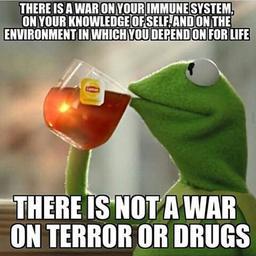 THERE IS A WAR ON YOUR IMMUNE SYSTEM,
ON YOUR KNOWLEDGE OF SELF, AND ON THE
ENVIRONMENT IN WHICH YOU DEPEND ON FOR LIFE
Lipton
THERE IS NOT A WAR
ON TERROR OR DRUGS